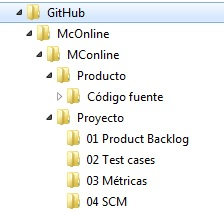 GitHub
McOnline
MConline
Producto
Código fuente
Proyecto
01 Product Backlog
02 Test cases
03 Métricas
04 SCM